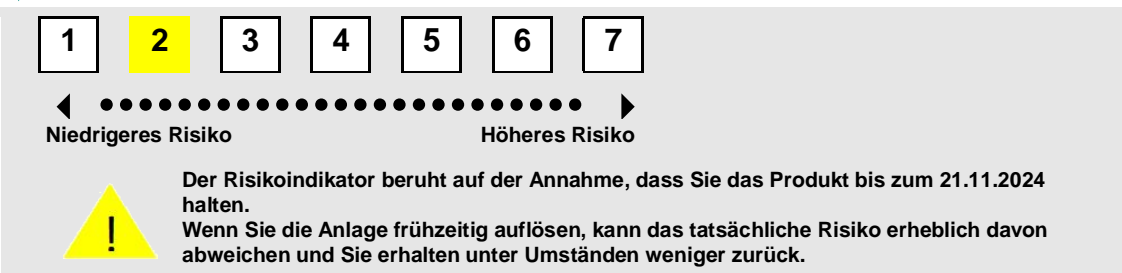 1 2 3 4 5 6 7
Niedrigeres Risiko Höheres Risiko
!
Der Risikoindikator beruht auf der Annahme, dass Sie das Produkt bis zum 21.11.2024
halten.
Wenn Sie die Anlage frühzeitig auflösen, kann das tatsächliche Risiko erheblich davon
abweichen und Sie erhalten unter Umständen weniger zurück.